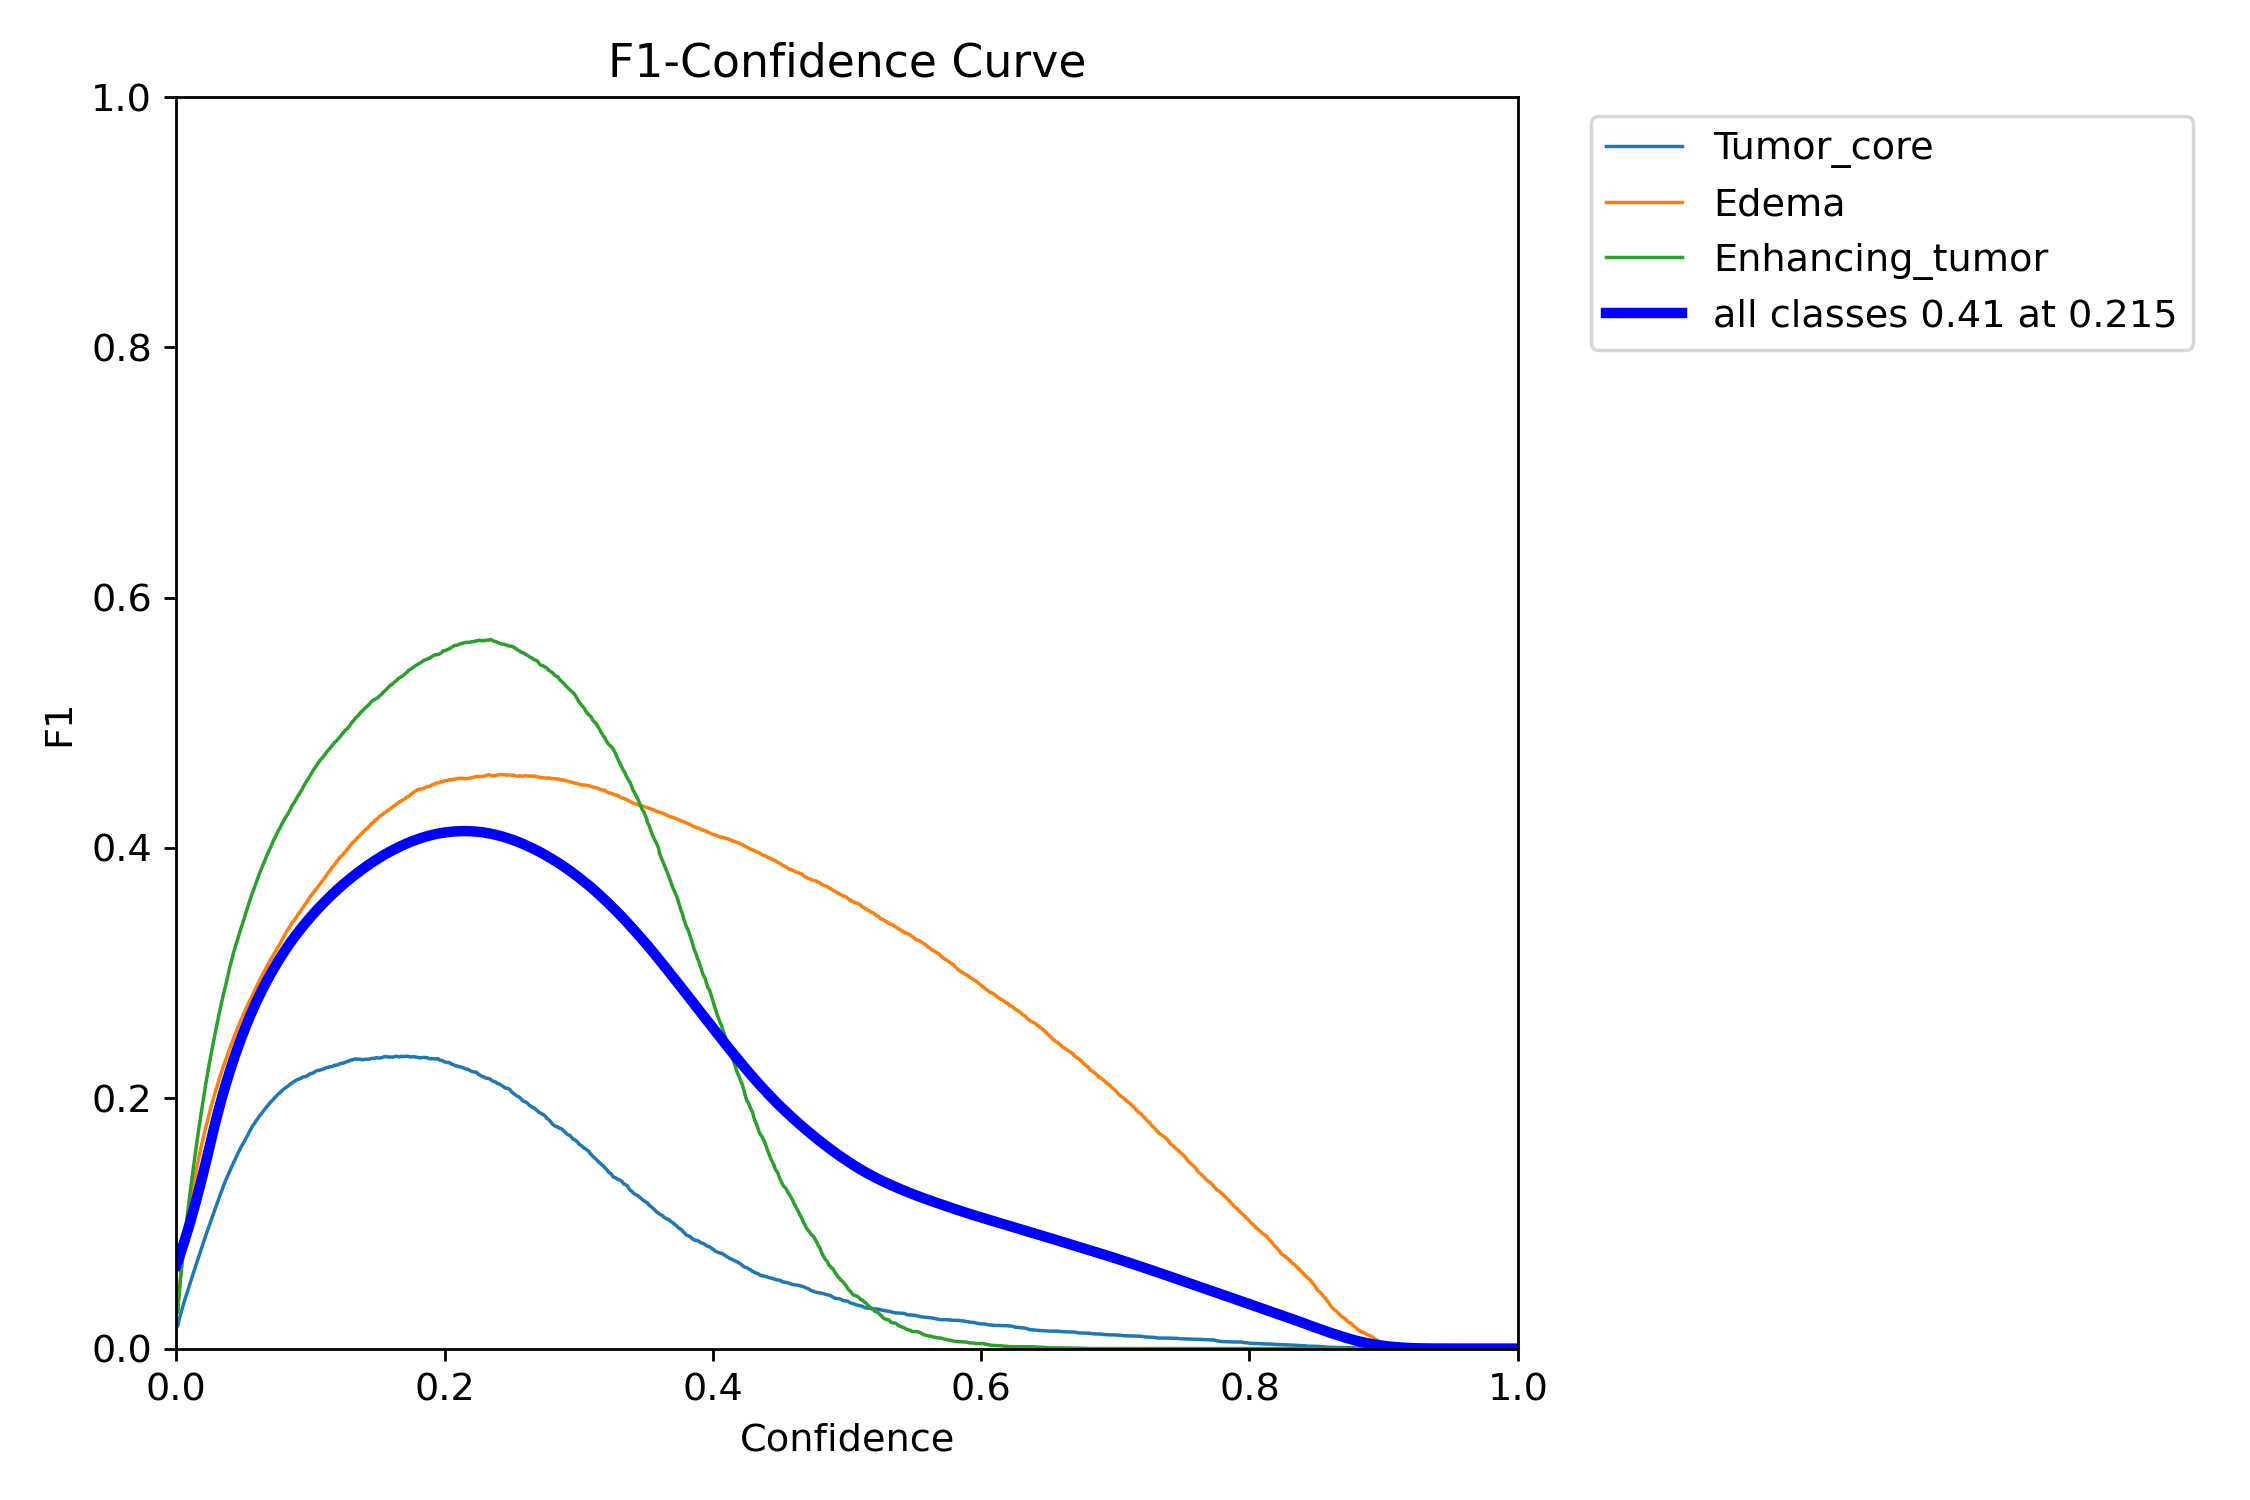 F1-Confidence Curve
1.0
0.8
0.6
0.4
0.2
0.0
F1
0.0 0.2 0.4 0.6 0.8 1.0
Confidence
Tumor_core
Edema
Enhancing_tumor
all classes 0.41 at 0.215